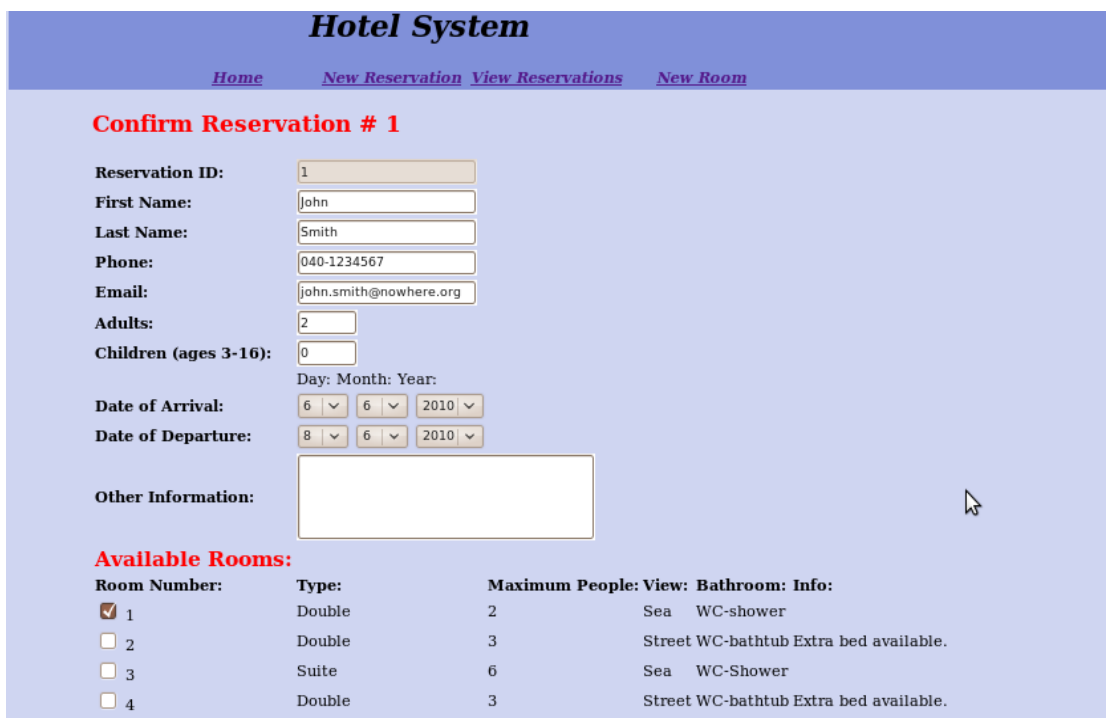 Hotel System
Home New Reservation View Reservations New Room
Confirm Reservation # 1
Reservation ID: 1
First Name: John
Last Name: Smith
Phone: 040-1234567
Email: john.smith@nowhere.org
Adults: 2
Children (ages 3-16): 0
Day: Month: Year:
Date of Arrival: 6 6 2010
Date of Departure: 8 6 2010
Other Information:
Available Rooms:
Room Number: Type: Maximum People: View: Bathroom: Info:
1 Double 2 Sea WC-shower
2 Double 3 Street WC-bathtub Extra bed available.
3 Suite 6 Sea WC-Shower
4 Double 3 Street WC-bathtub Extra bed available.